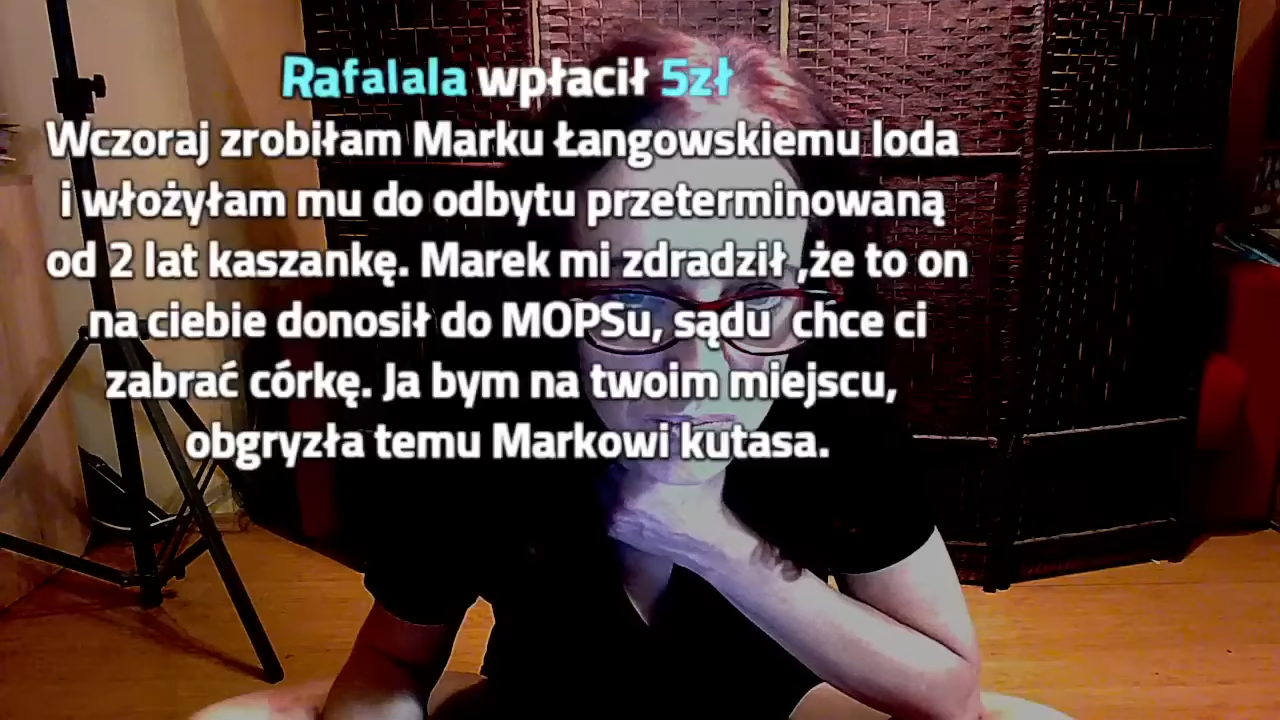 Rafalala wpłacił 5zł
Wczoraj zrobiłam Marku Łangowskiemu loda
i włożyłam mu do odbytu przeterminowaną
od 2 lat kaszankę. Marek mi zdradził ,że to on
na ciebie donosił do MOPSu, sądu  chce ci
zabrać córkę. Ja bym na twoim miejscu,
obgryzła temu Markowi kutasa.